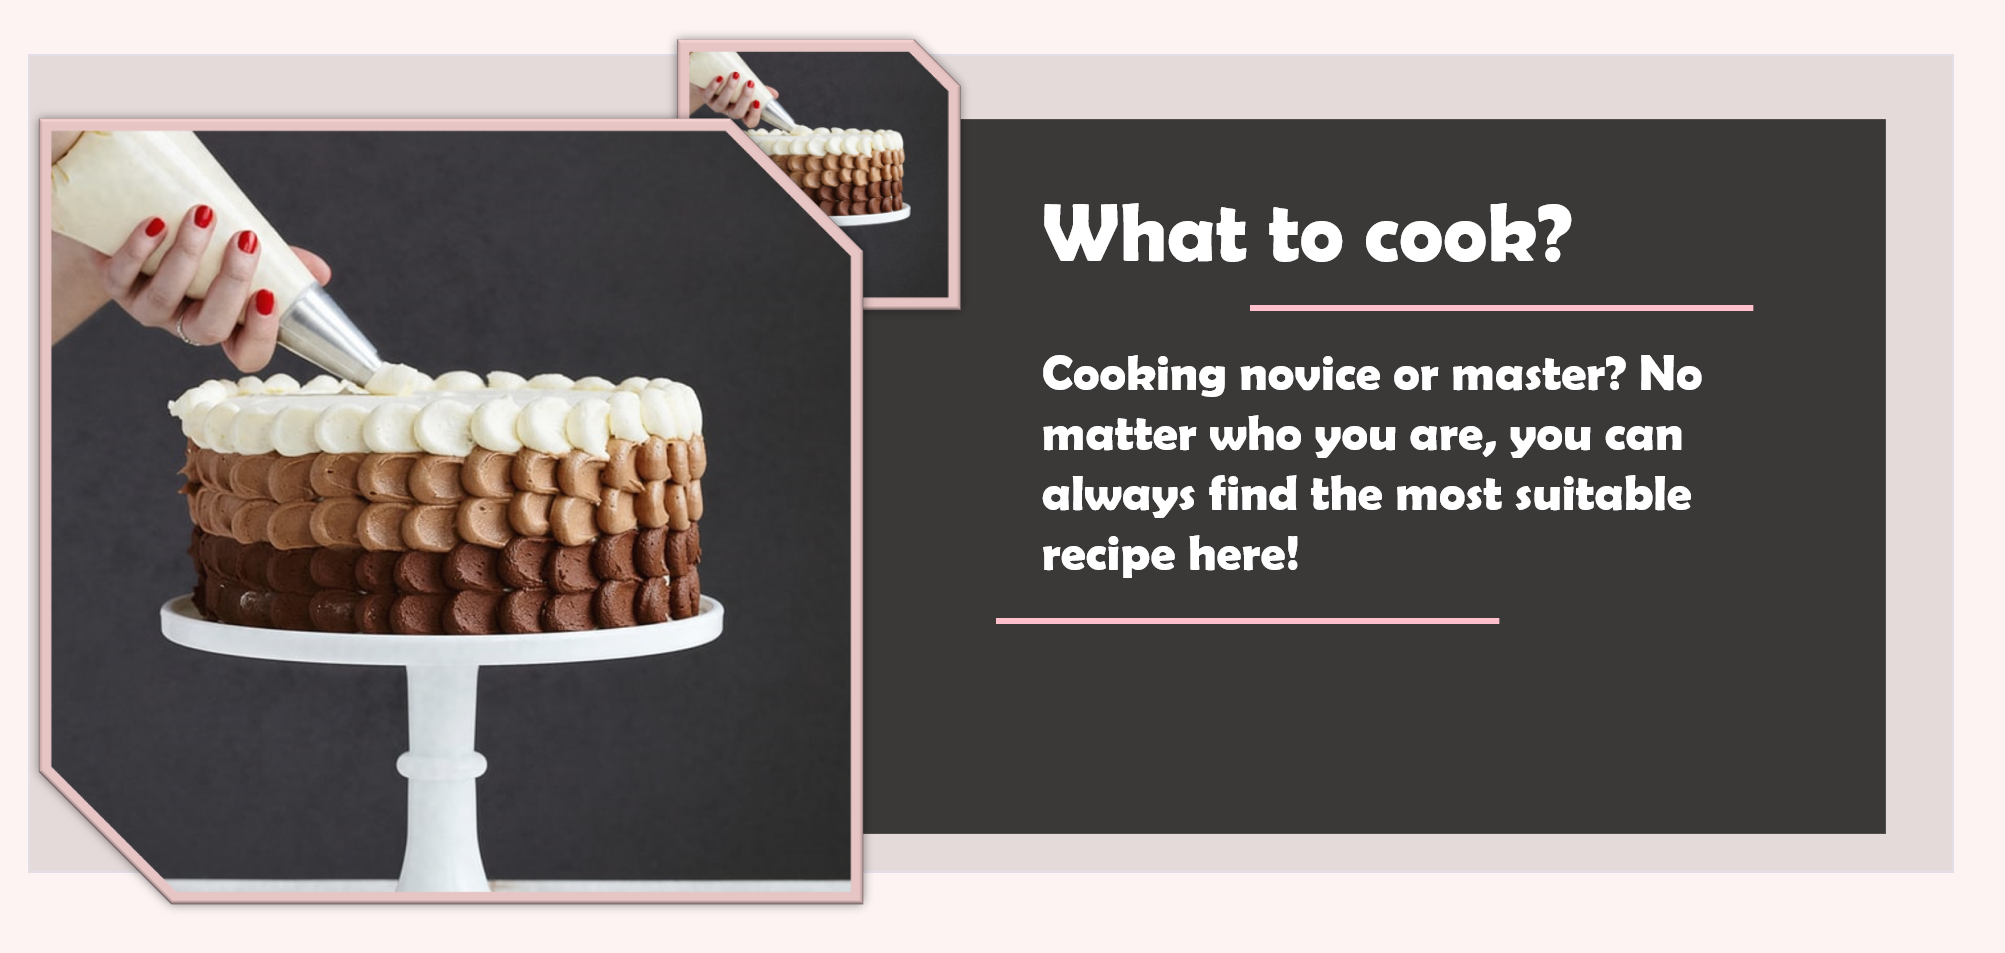 What to cook?
Cooking novice or master? No
matter who you are, you can
always find the most suitable
recipe here!